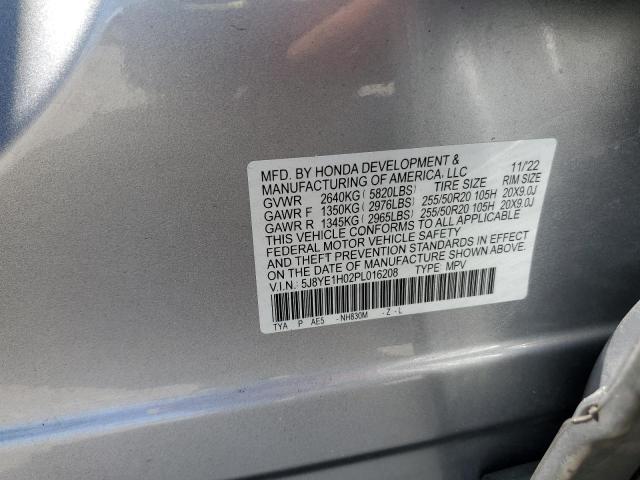 MFD. BY HONDA DEVELOPMENT & 11/22
MANUFACTURING OF AMERICA, LLC
GVWR 2640KG (5820LBS) TIRE SIZE RIM SIZE
GAWR F 1350KG (2976LBS) 255/50R20 105H 20X9.0J
GAWR R 1345KG (2965LBS) 255/50R20 105H 20X9.0J
THIS VEHICLE CONFORMS TO ALL APPLICABLE
FEDERAL MOTOR VEHICLE SAFETY
AND THEFT PREVENTION STANDARDS IN EFFECT
ON THE DATE OF MANUFACTURE SHOWN ABOVE.
V.I.N.: 5J8YE1H02PL016208 TYPE: MPV
TYA P AE5 -NH830M -Z-L